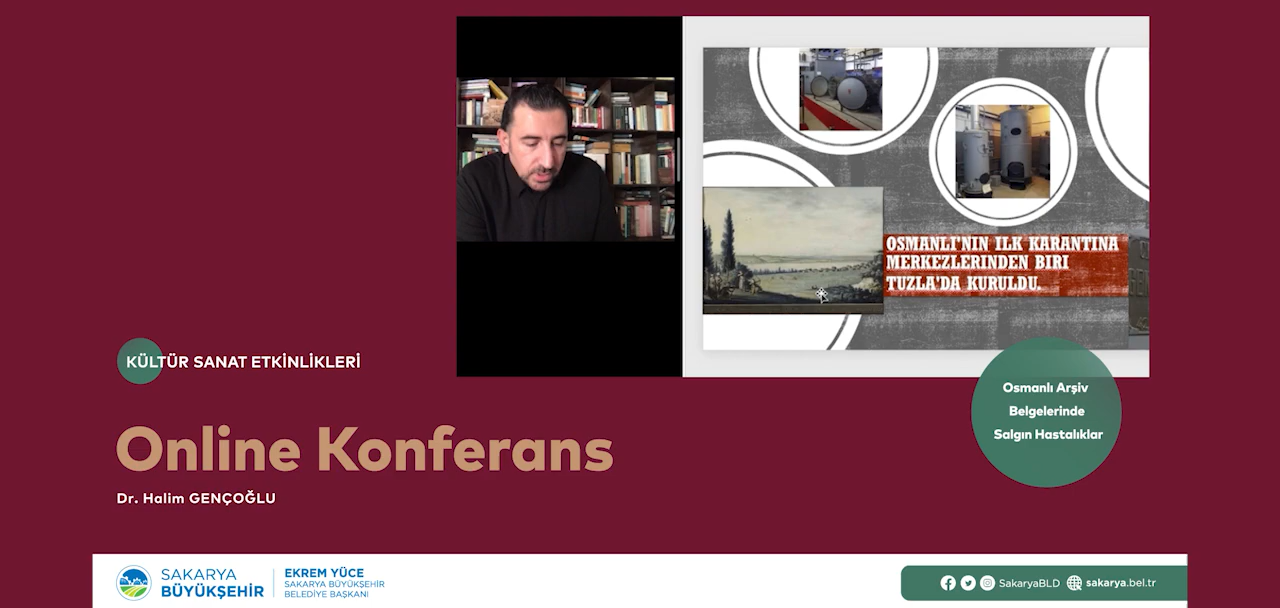 OSMANLI'NIN ILK KARANTINA
MERKEZLERINDEN BIRI
TUZLA'DA KURULDU.
KÜLTÜR SANAT ETKİNLİKLERİ
Osmanlı Arşiv
Belgelerinde
Salgın Hastalıklar
Online Konferans
Dr. Halim GENÇOĞLU
SAKARYA
BÜYÜKŞEHİR
EKREM YÜCE
SAKARYA BÜYÜKŞEHİR
BELEDİYE BAŞKANI
SakaryaBLD
sakarya.bel.tr